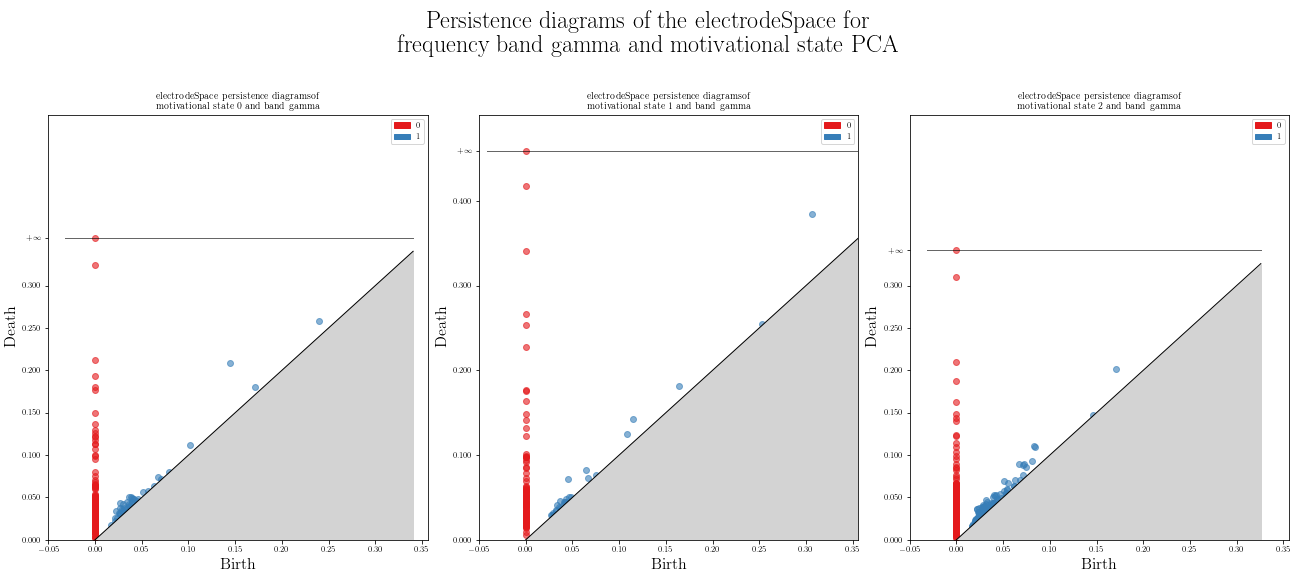 Persistence diagrams of the electrodeSpace for
frequency band gamma and motivational state PCA
electrodeSpace persistence diagramsof
motivational state 0 and band gamma
0
1
+∞
0.300
0.250
0.200
0.150
0.100
0.050
0.000
Death
−0.05 0.00 0.05 0.10 0.15 0.20 0.25 0.30 0.35
Birth
electrodeSpace persistence diagramsof
motivational state 1 and band gamma
0
1
+∞
0.400
0.300
0.200
0.100
0.000
Death
−0.05 0.00 0.05 0.10 0.15 0.20 0.25 0.30 0.35
Birth
electrodeSpace persistence diagramsof
motivational state 2 and band gamma
0
1
+∞
0.300
0.250
0.200
0.150
0.100
0.050
0.000
Death
−0.05 0.00 0.05 0.10 0.15 0.20 0.25 0.30 0.35
Birth